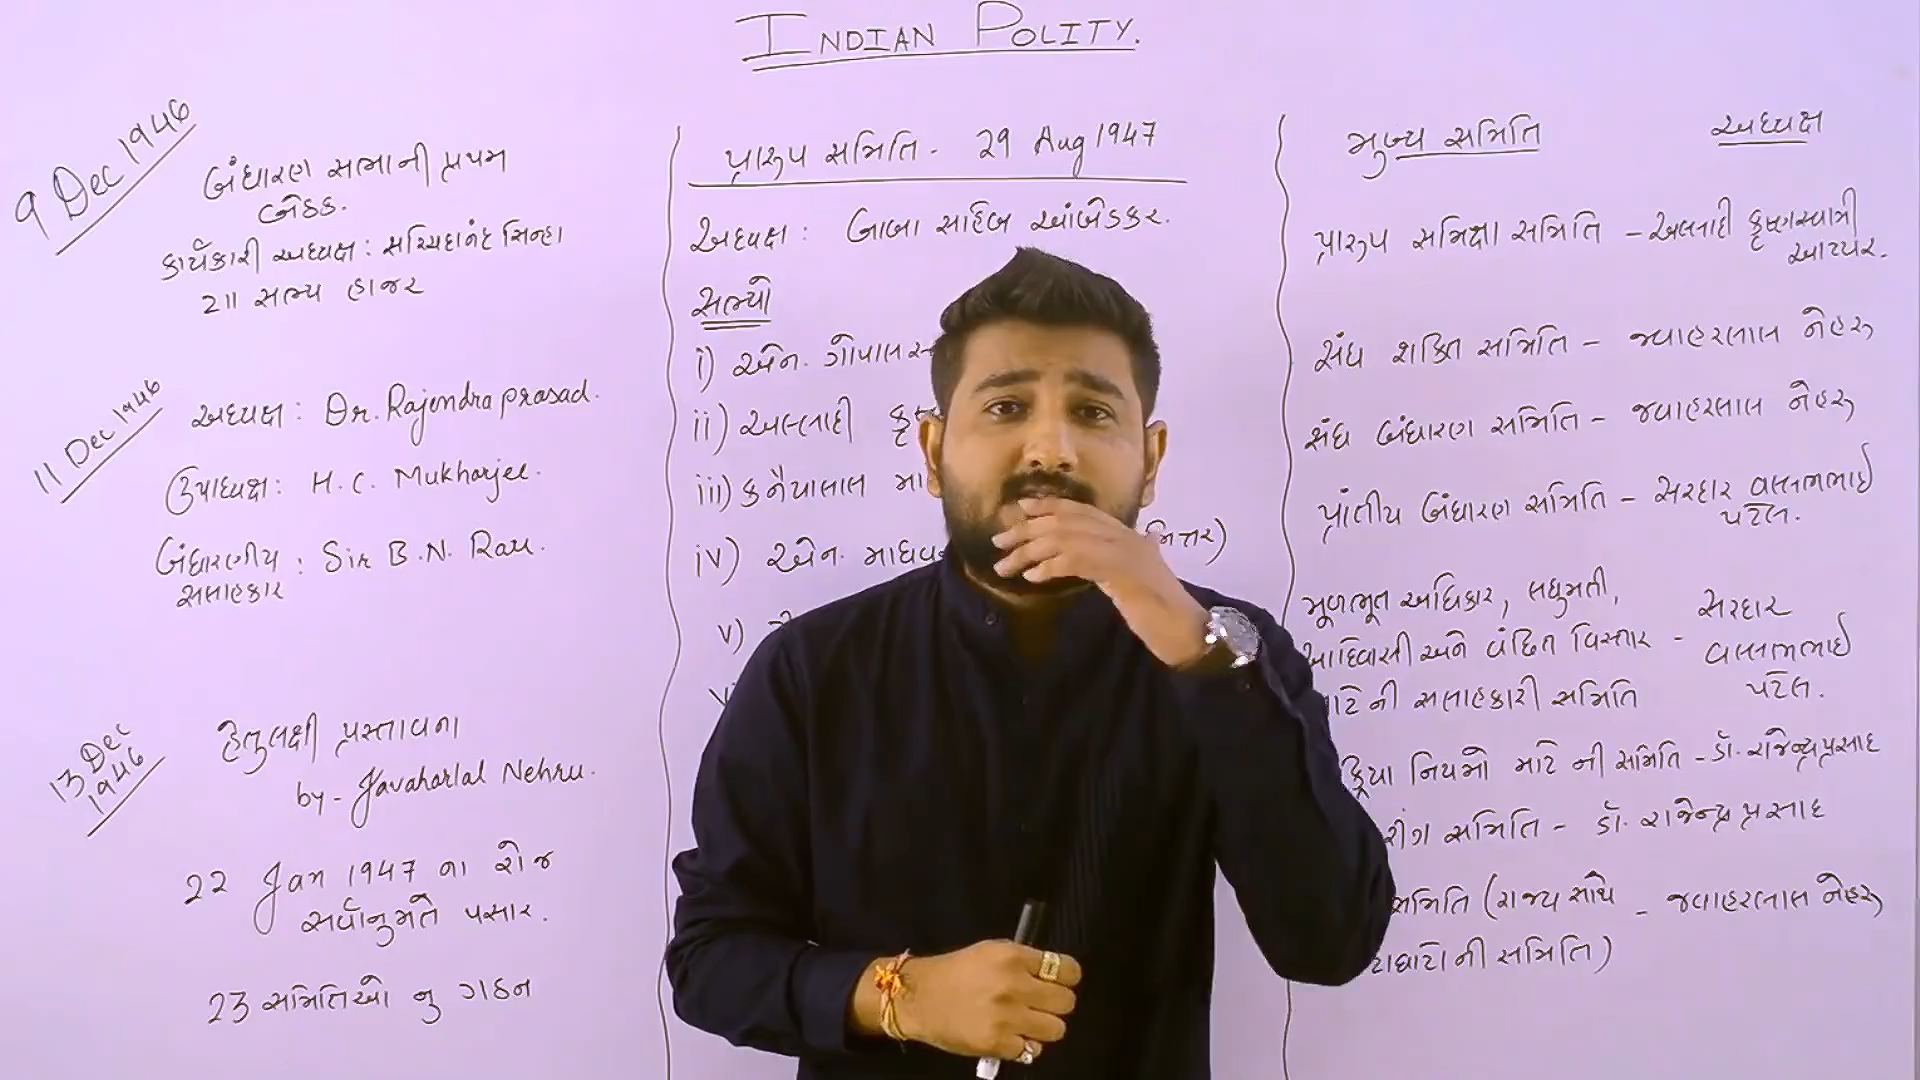 INDIAN POLITY.
9 Dec 1946
બંધારણ સભાની પ્રથમ
બેઠક.
કાર્યકારી અધ્યક્ષ : સચ્ચિદાનંદ સિન્હા
211 સભ્ય હાજર
11 Dec 1946
અધ્યક્ષ : Dr. Rajendra prasad.
ઉપાધ્યક્ષ : H. C. Mukharjee.
બંધારણીય : Sir B. N. Rau.
સલાહકાર
13 Dec
1946
હેતુલક્ષી પ્રસ્તાવના
by - Javaharlal Nehru.
22 Jan 1947 ના રોજ
સર્વાનુમતે પસાર.
23 સમિતિઓ નુ ગઠન
પ્રારુપ સમિતિ - 29 Aug 1947
અધ્યક્ષ : બાબા સાહેબ આંબેડકર.
સભ્યો
i) એન. ગોપાલ
ii) અલ્લાદી
iii) કનૈયાલાલ
iv) એન. માધવ મિત્તર)
v)
મુખ્ય સમિતિ અધ્યક્ષ
પ્રારુપ સમિક્ષા સમિતિ - અલ્લાદી કૃષ્ણસ્વામી
આય્યર.
સંઘ શક્તિ સમિતિ - જવાહરલાલ નેહરુ
સંઘ બંધારણ સમિતિ - જવાહરલાલ નેહરુ
પ્રાંતીય બંધારણ સમિતિ - સરદાર વલ્લભભાઈ
પટેલ.
મૂળભૂત અધિકાર, લઘુમતી, સરદાર
આદિવાસી અને વંછિત વિસ્તાર - વલ્લભભાઈ
માટે ની સલાહકારી સમિતિ પટેલ.
ક્રિયા નિયમો માટે ની સમિતિ - ડૉ. રાજેન્દ્રપ્રસાદ
રીંગ સમિતિ - ડૉ. રાજેન્દ્ર પ્રસાદ
સમિતિ (રાજ્ય સાથે - જવાહરલાલ નેહરુ
ટાઘાટો ની સમિતિ)